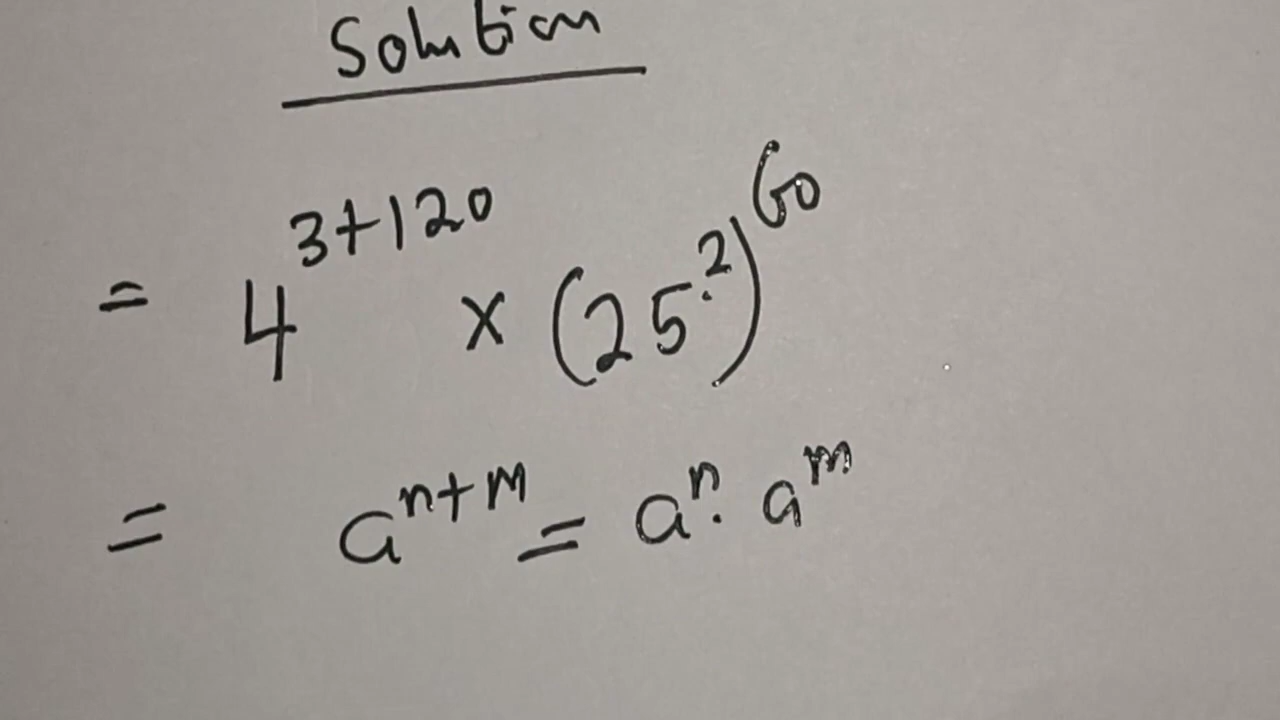 Solution
= 4^{3+120} × (25^{.2})^{60}
= a^{n+m} = a^n . a^m